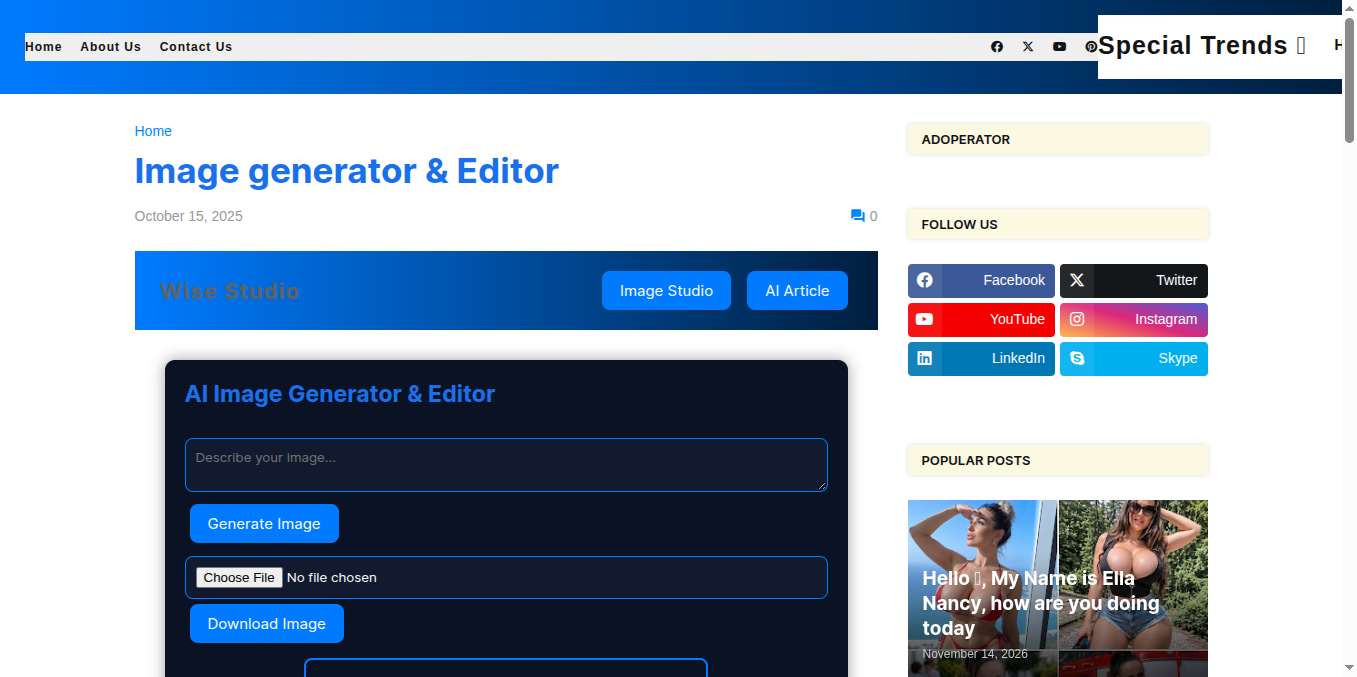 Home About Us Contact Us
Special Trends
Home
Image generator & Editor
October 15, 2025
0
Wise Studio
Image Studio
AI Article
AI Image Generator & Editor
Describe your image...
Generate Image
Choose File No file chosen
Download Image
ADOPERATOR
FOLLOW US
Facebook
Twitter
YouTube
Instagram
LinkedIn
Skype
POPULAR POSTS
Hello , My Name is Ella
Nancy, how are you doing
today
November 14, 2026